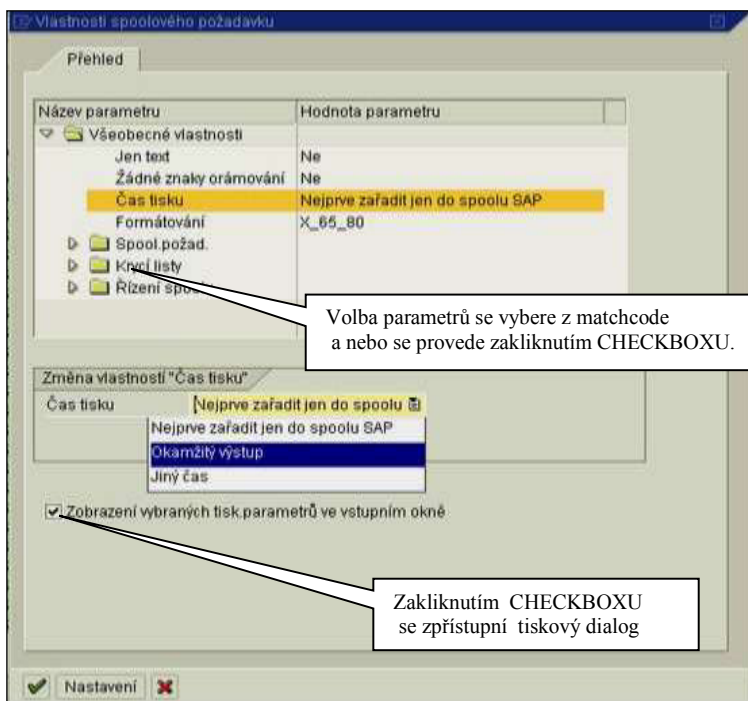 Vlastnosti spoolového požadavku
Přehled
Název parametru Hodnota parametru
Všeobecné vlastnosti
Jen text Ne
Žádné znaky orámování Ne
Čas tisku Nejprve zařadit jen do spoolu SAP
Formátování X_65_80
Spool.požad.
Krycí listy
Řízení
Volba parametrů se vybere z matchcode
a nebo se provede zakliknutím CHECKBOXU.
Změna vlastností "Čas tisku"
Čas tisku Nejprve zařadit jen do spoolu
Nejprve zařadit jen do spoolu SAP
Okamžitý výstup
Jiný čas
Zobrazení vybraných tisk.parametrů ve vstupním okně
Zakliknutím CHECKBOXU
se zpřístupní tiskový dialog
Nastavení